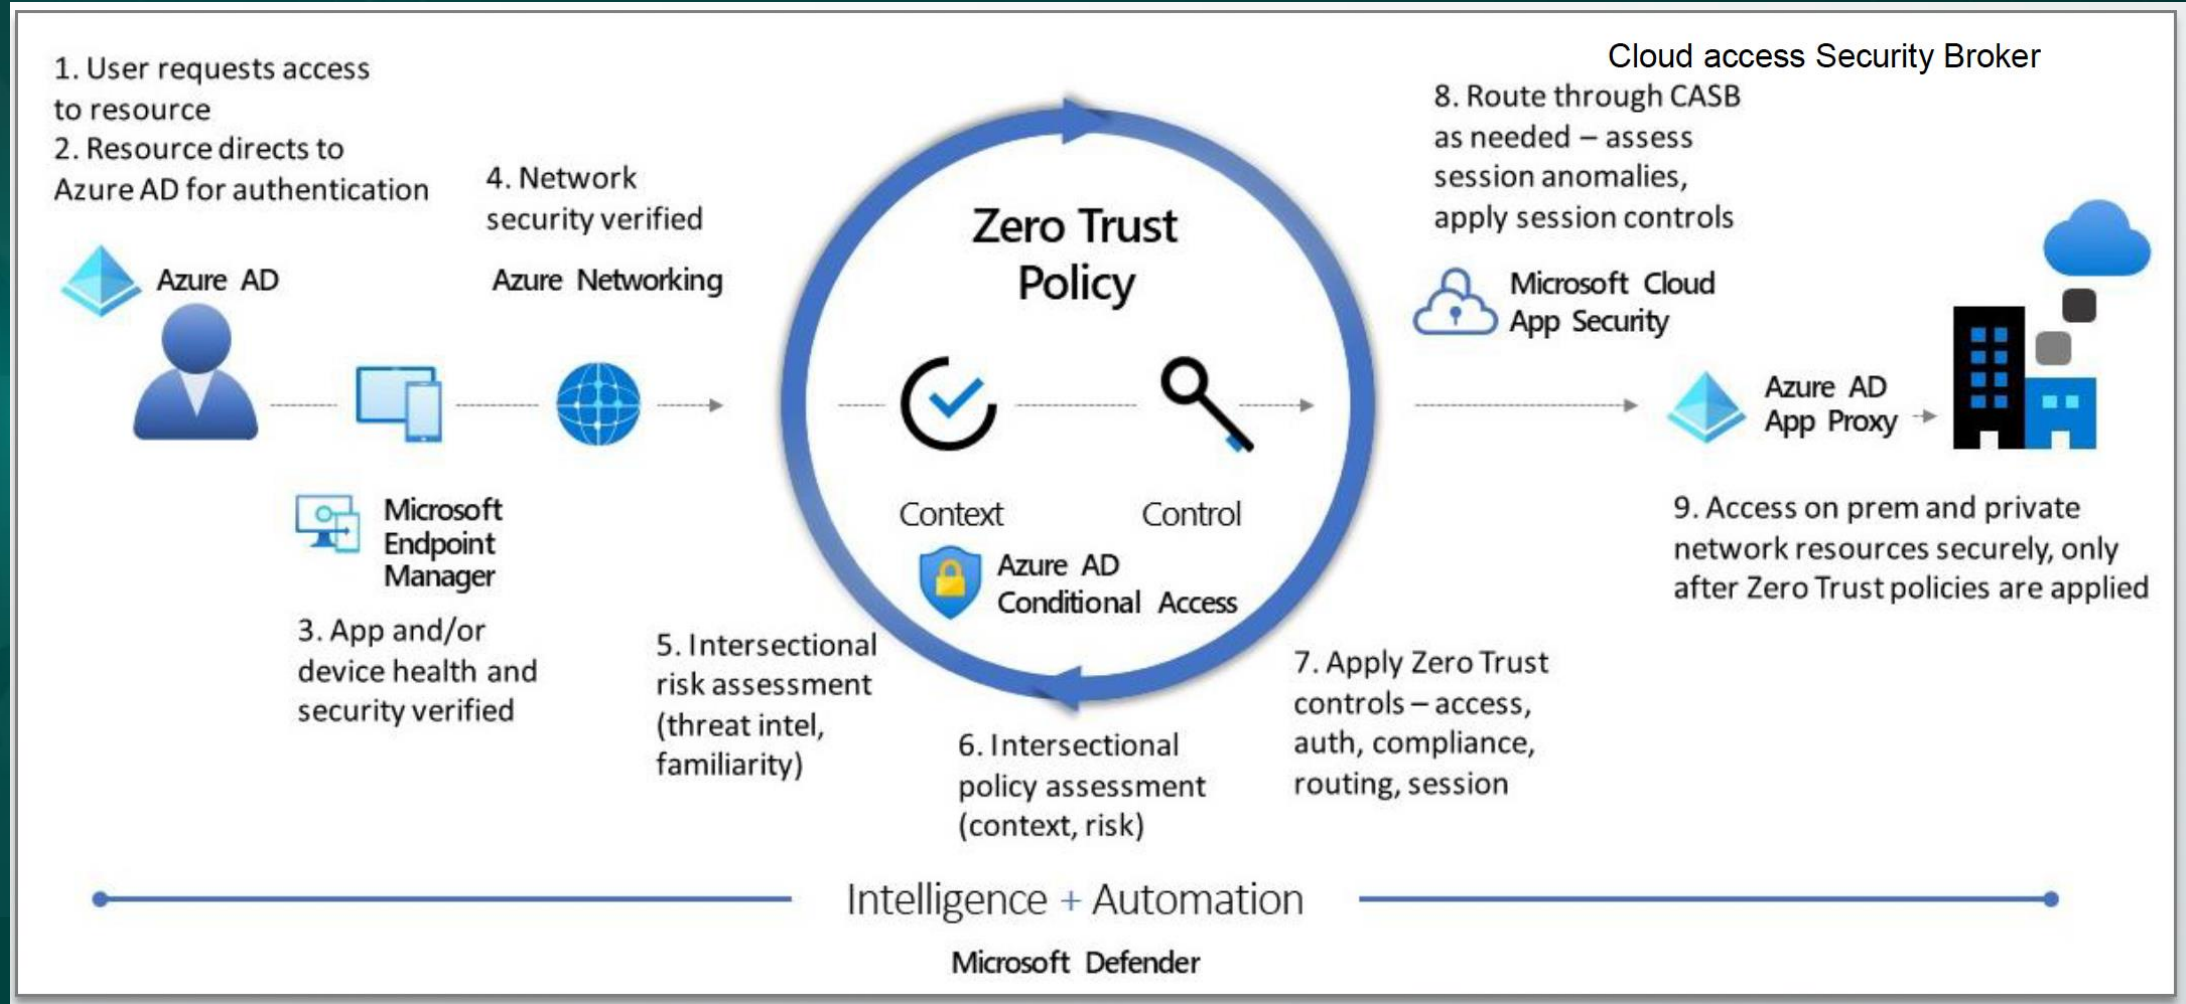 Cloud access Security Broker
1. User requests access
to resource
2. Resource directs to
Azure AD for authentication
Azure AD
4. Network
security verified
Azure Networking
Microsoft
Endpoint
Manager
3. App and/or
device health and
security verified
5. Intersectional
risk assessment
(threat intel,
familiarity)
Zero Trust
Policy
Context
Control
Azure AD
Conditional Access
6. Intersectional
policy assessment
(context, risk)
7. Apply Zero Trust
controls – access,
auth, compliance,
routing, session
8. Route through CASB
as needed – assess
session anomalies,
apply session controls
Microsoft Cloud
App Security
Azure AD
App Proxy
9. Access on prem and private
network resources securely, only
after Zero Trust policies are applied
Intelligence + Automation
Microsoft Defender